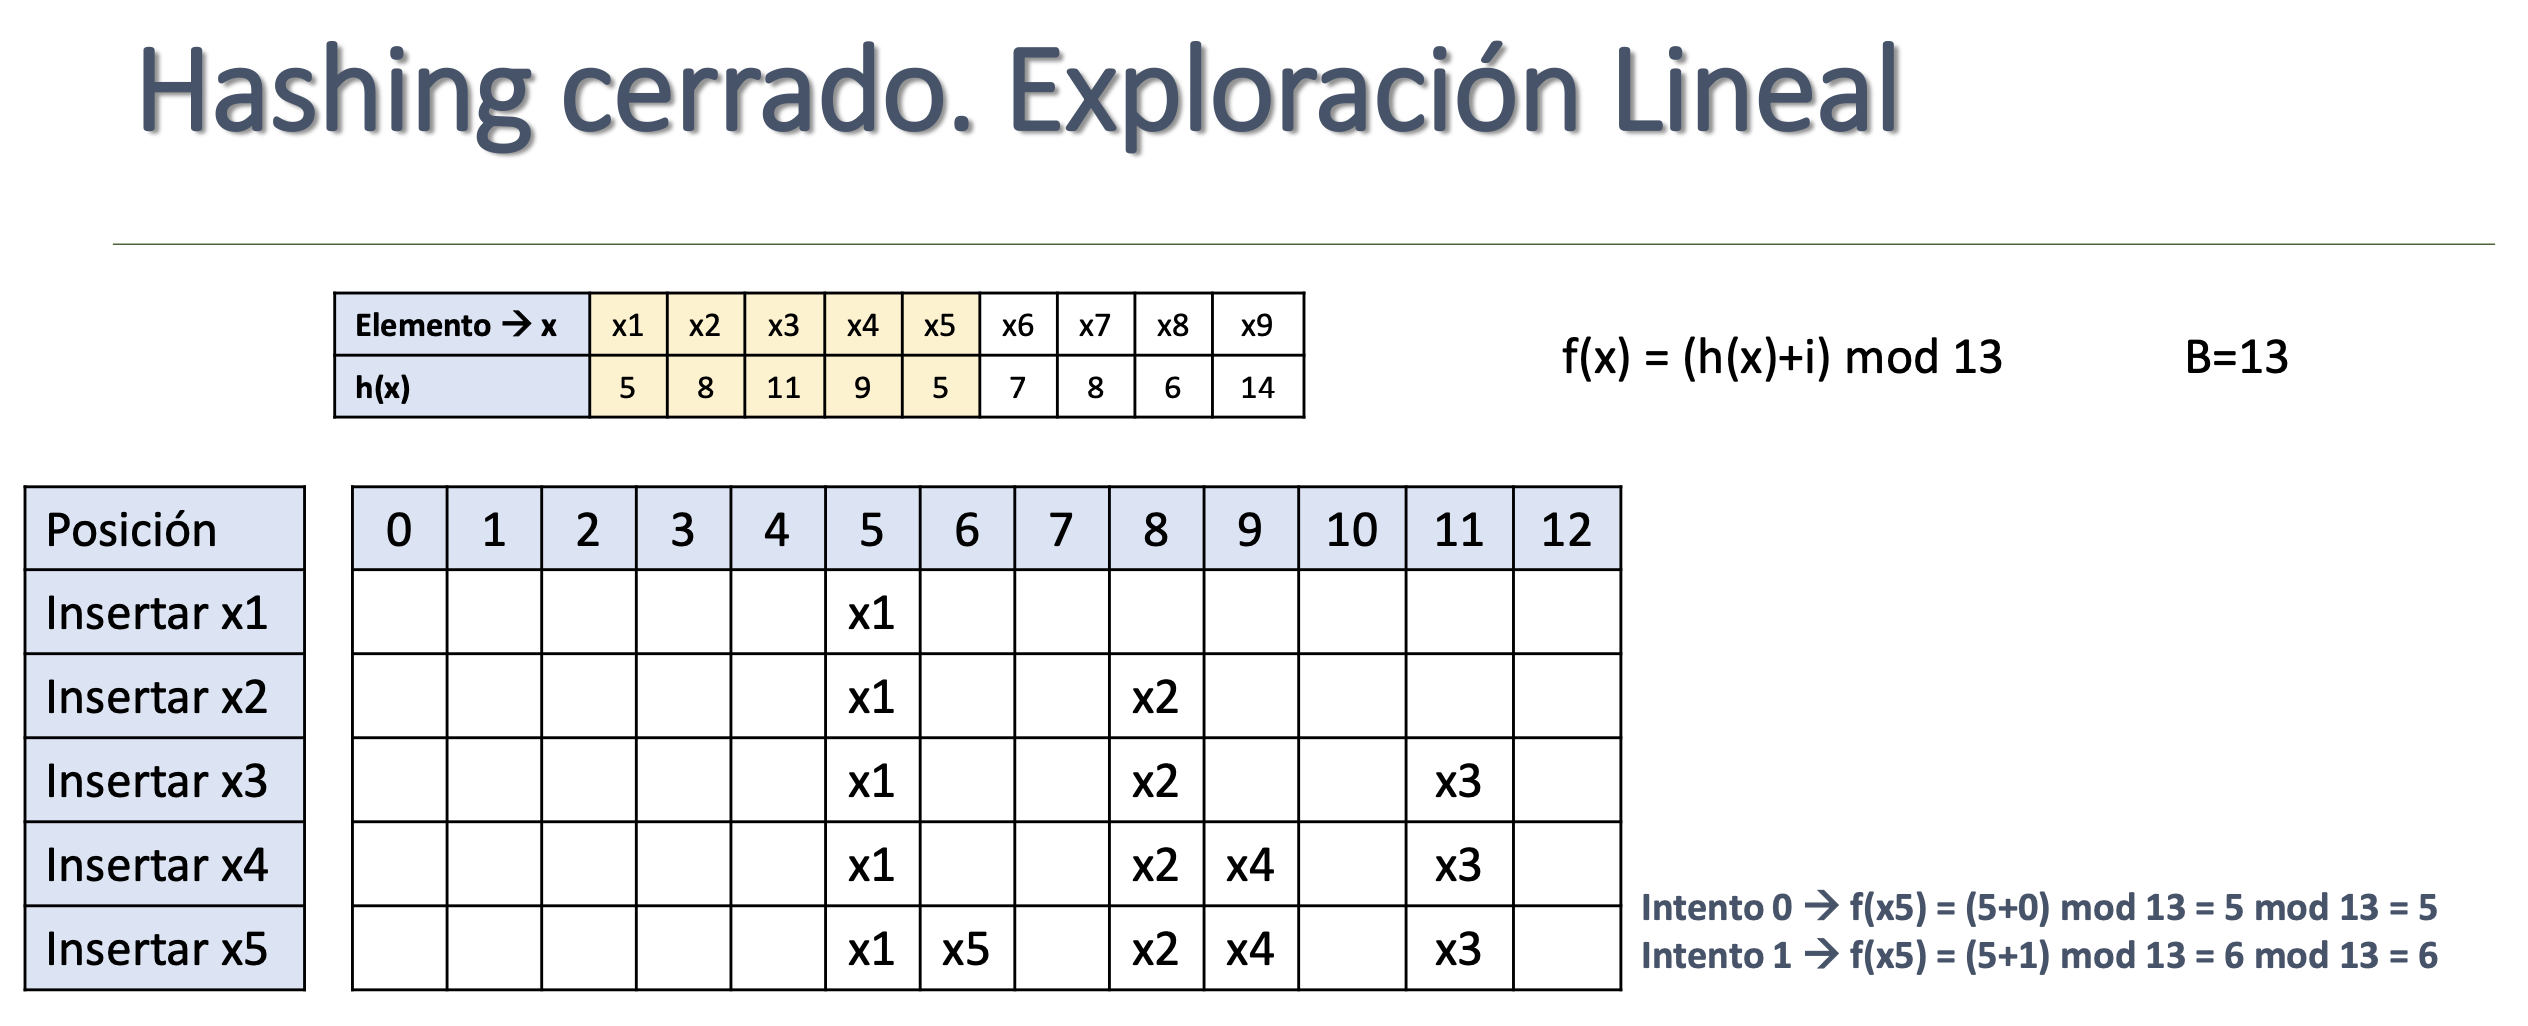 Hashing cerrado. Exploración Lineal
Elemento → x x1 x2 x3 x4 x5 x6 x7 x8 x9
h(x) 5 8 11 9 5 7 8 6 14
f(x) = (h(x)+i) mod 13 B=13
Posición 0 1 2 3 4 5 6 7 8 9 10 11 12
Insertar x1 x1
Insertar x2 x1 x2
Insertar x3 x1 x2 x3
Insertar x4 x1 x2 x4 x3
Insertar x5 x1 x5 x2 x4 x3
Intento 0 → f(x5) = (5+0) mod 13 = 5 mod 13 = 5
Intento 1 → f(x5) = (5+1) mod 13 = 6 mod 13 = 6